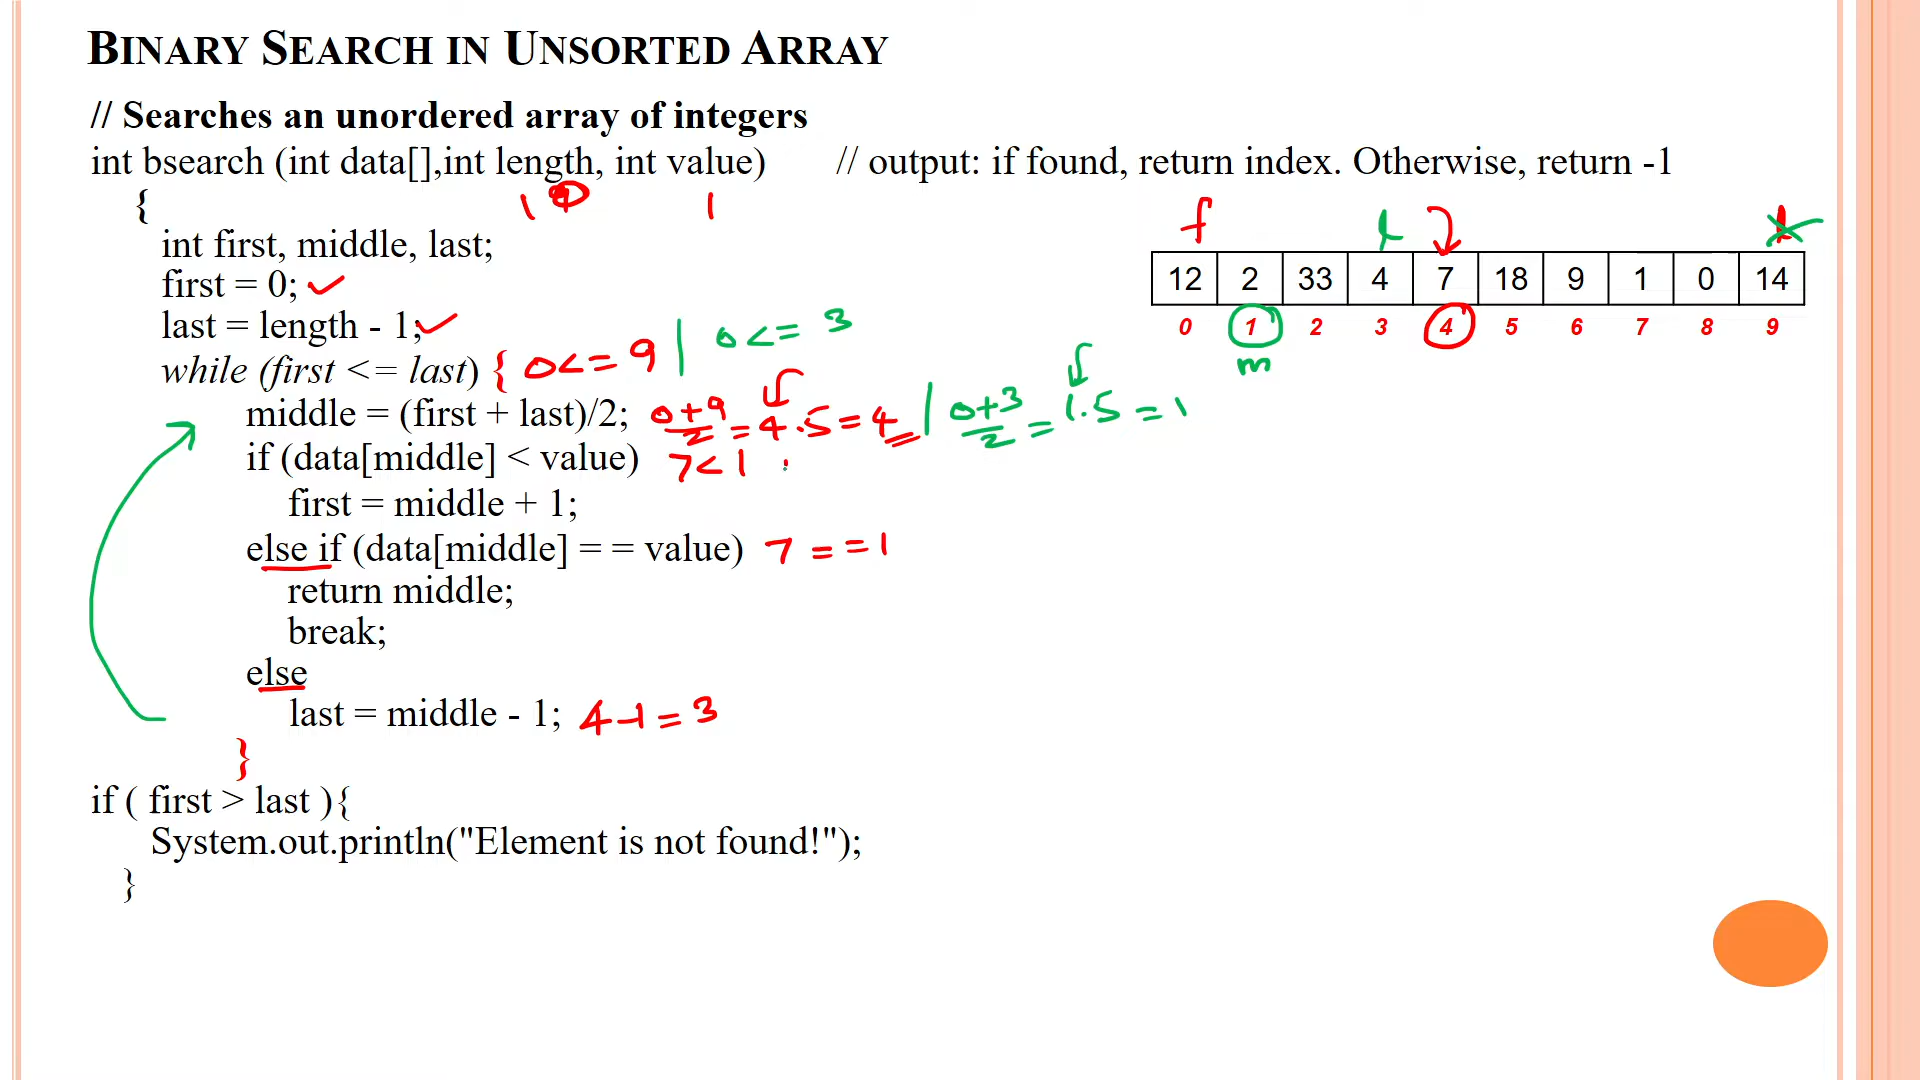 BINARY SEARCH IN UNSORTED ARRAY
// Searches an unordered array of integers
int bsearch (int data[],int length, int value) // output: if found, return index. Otherwise, return -1
{ 1 1
int first, middle, last;
f l
12 2 33 4 7 18 9 1 0 14
first = 0;
last = length - 1;
0 1 2 3 4 5 6 7 8 9
m
while (first <= last) { 0<= 9 | 0<= 3
middle = (first + last)/2; 0+9/2 = 4.5 = 4 | 0+3/2 = 1.5 = 1
if (data[middle] < value) 7<1
first = middle + 1;
else if (data[middle] = = value) 7 = = 1
return middle;
break;
else
last = middle - 1; 4-1 = 3
}
if ( first > last ){
System.out.println("Element is not found!");
}